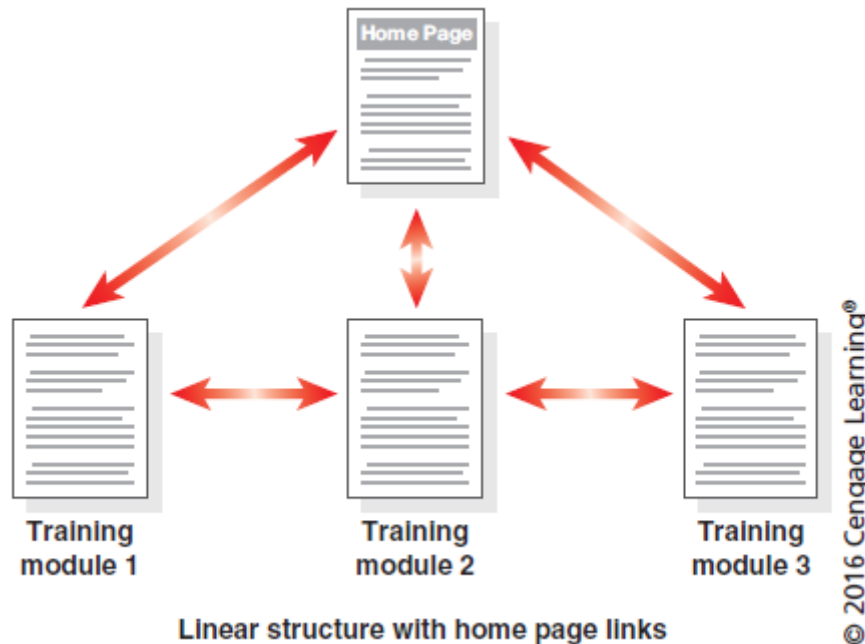 Home Page
Training
module 1
Training
module 2
Training
module 3
Linear structure with home page links
© 2016 Cengage Learning®